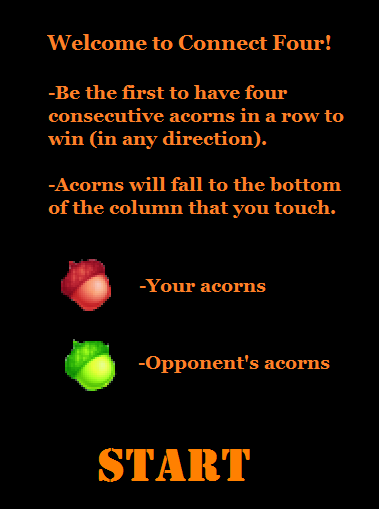 Welcome to Connect Four!
-Be the first to have four
consecutive acorns in a row to
win (in any direction).
-Acorns will fall to the bottom
of the column that you touch.
-Your acorns
-Opponent's acorns
START